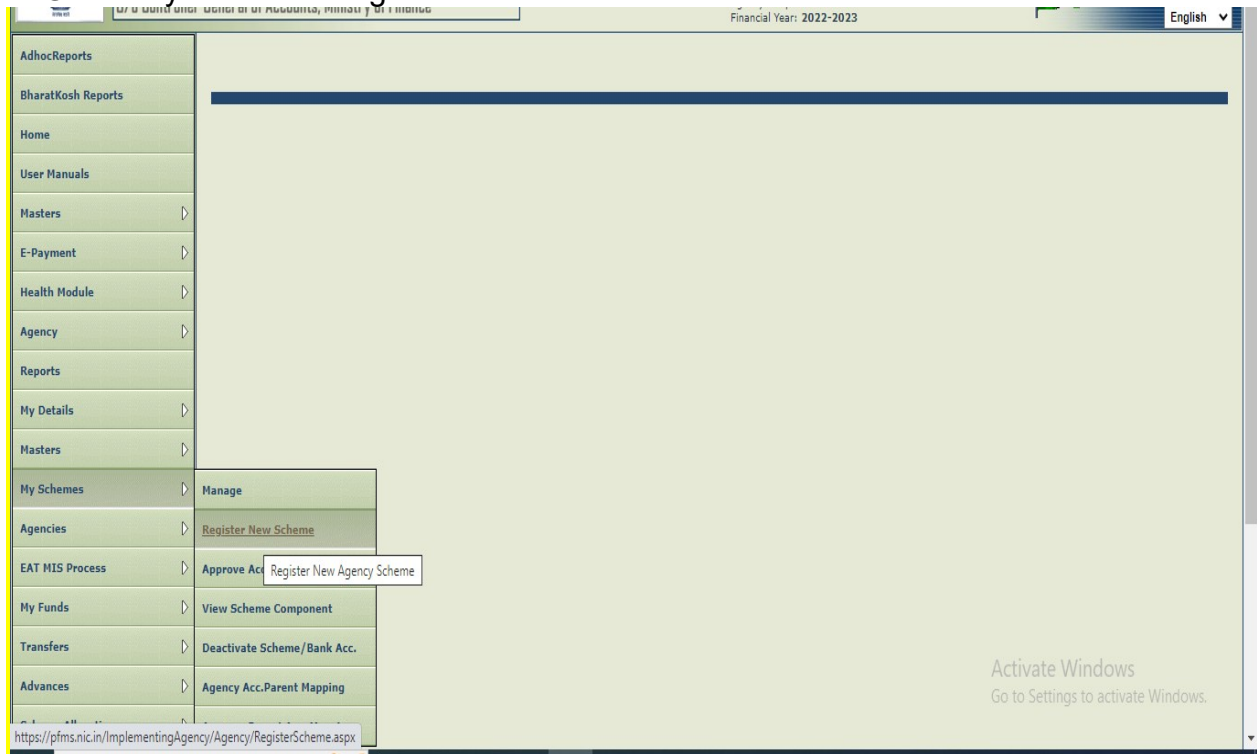 General of Accounts, Ministry of Finance
Financial Year: 2022-2023
English
AdhocReports
BharatKosh Reports
Home
User Manuals
Masters
E-Payment
Health Module
Agency
Reports
My Details
Masters
My Schemes
Manage
Agencies
Register New Scheme
EAT MIS Process
Approve
Register New Agency Scheme
My Funds
View Scheme Component
Transfers
Deactivate Scheme/Bank Acc.
Activate Windows
Advances
Agency Acc.Parent Mapping
Go to Settings to activate Windows.
https://pfms.nic.in/ImplementingAgency/Agency/RegisterScheme.aspx